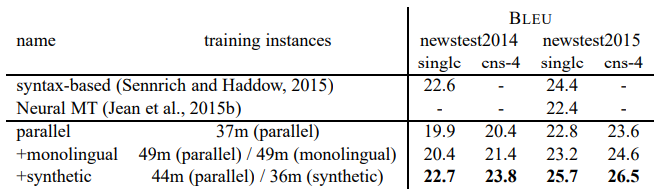 BLEU
name training instances newstest2014 newstest2015
single ens-4 single ens-4
syntax-based (Sennrich and Haddow, 2015) 22.6 - 24.4 -
Neural MT (Jean et al., 2015b) - - 22.4 -
parallel 37m (parallel) 19.9 20.4 22.8 23.6
+monolingual 49m (parallel) / 49m (monolingual) 20.4 21.4 23.2 24.6
+synthetic 44m (parallel) / 36m (synthetic) 22.7 23.8 25.7 26.5